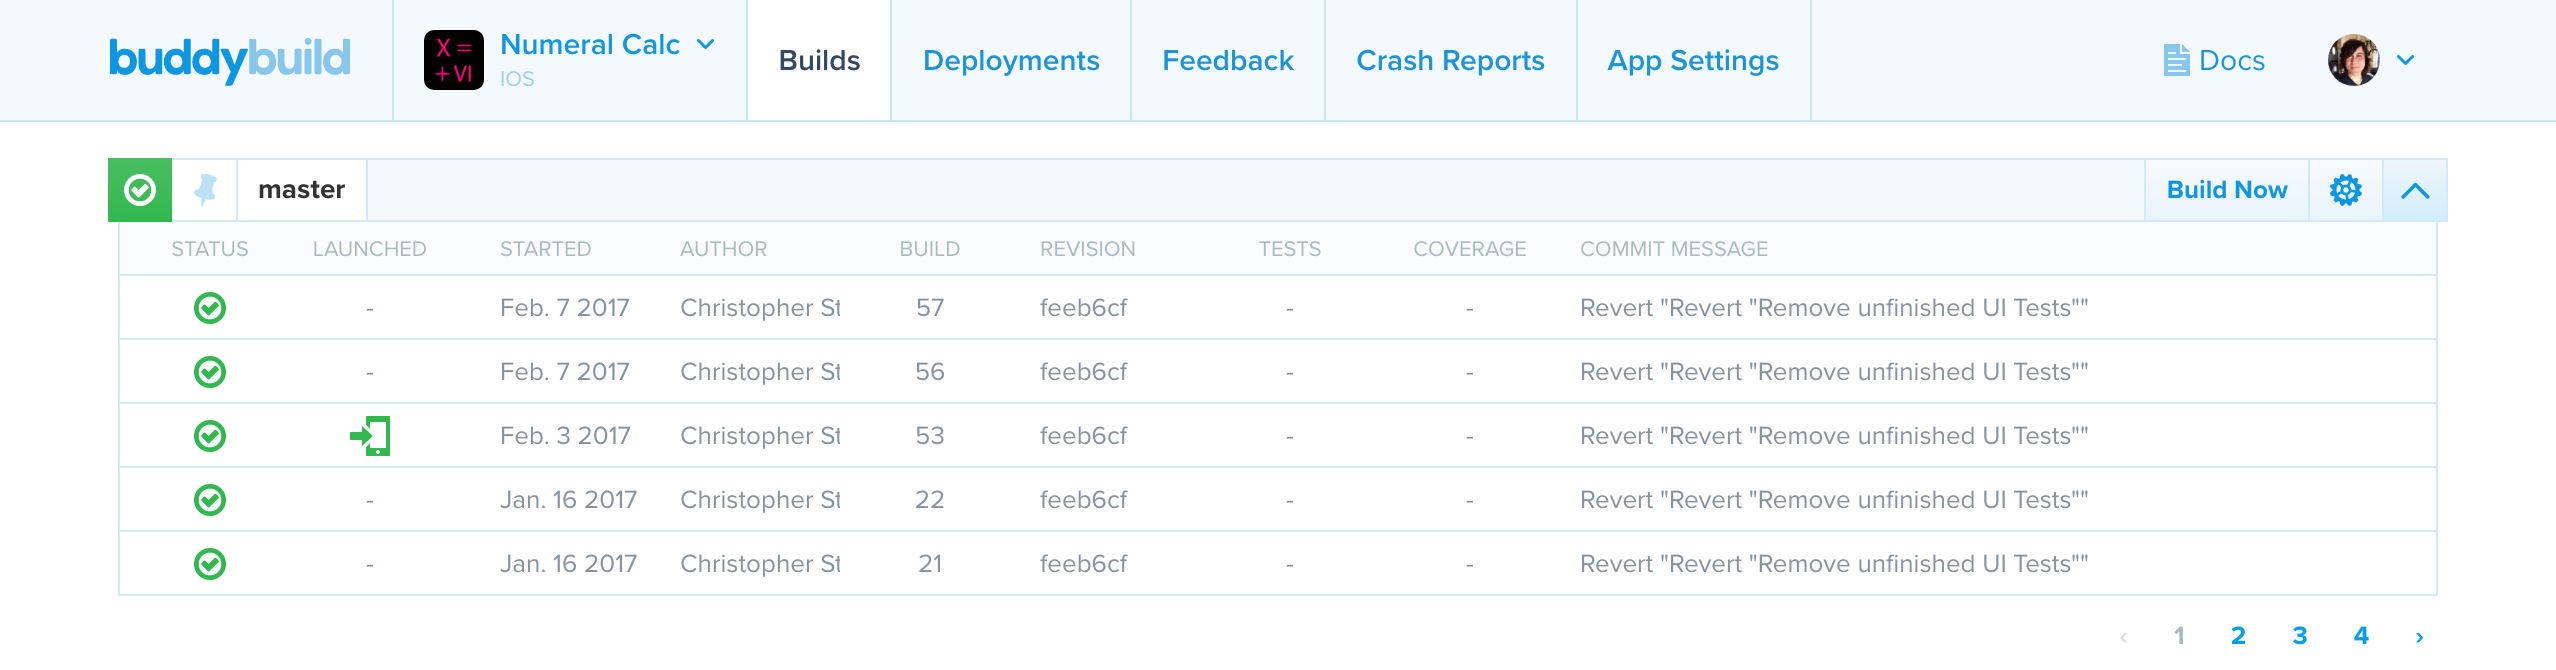 buddybuild
X =
+ VI
Numeral Calc
IOS
Builds
Deployments
Feedback
Crash Reports
App Settings
Docs
master
Build Now
STATUS LAUNCHED STARTED AUTHOR BUILD REVISION TESTS COVERAGE COMMIT MESSAGE
- Feb. 7 2017 Christopher St 57 feeb6cf - - Revert "Revert "Remove unfinished UI Tests""
- Feb. 7 2017 Christopher St 56 feeb6cf - - Revert "Revert "Remove unfinished UI Tests""
Feb. 3 2017 Christopher St 53 feeb6cf - - Revert "Revert "Remove unfinished UI Tests""
- Jan. 16 2017 Christopher St 22 feeb6cf - - Revert "Revert "Remove unfinished UI Tests""
- Jan. 16 2017 Christopher St 21 feeb6cf - - Revert "Revert "Remove unfinished UI Tests""
‹ 1 2 3 4 ›